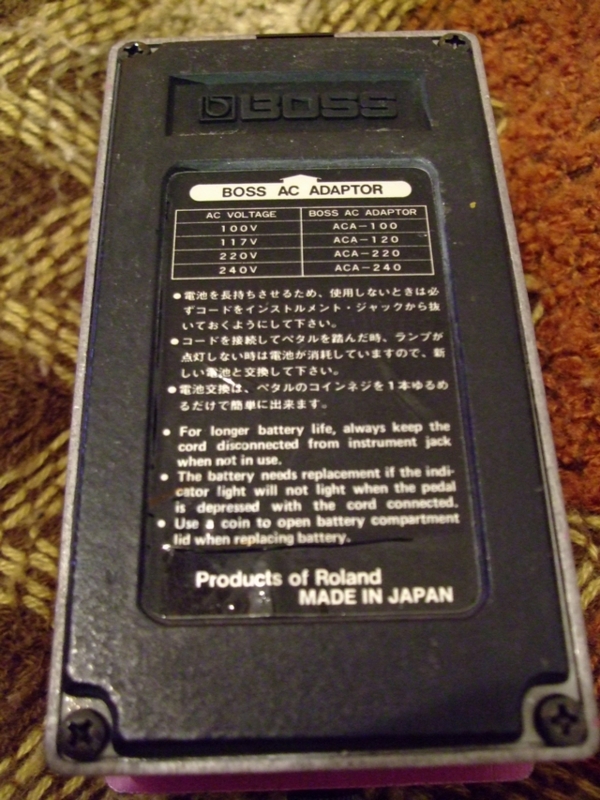 BOSS
BOSS AC ADAPTOR
AC VOLTAGE BOSS AC ADAPTOR
100V ACA-100
117V ACA-120
220V ACA-220
240V ACA-240
●電池を長持ちさせるため、使用しないときは必
ずコードをインストルメント・ジャックから抜
いておくようにして下さい。
●コードを接続してペタルを踏んだ時、ランプが
点灯しない時は電池が消耗していますので、新
しい電池と交換して下さい。
●電池交換は、ペタルのコインネジを1本ゆるめ
るだけで簡単に出来ます。
● For longer battery life, always keep the
cord disconnected from instrument jack
when not in use.
● The battery needs replacement if the indi-
cator light will not light when the pedal
is depressed with the cord connected.
● Use a coin to open battery compartment
lid when replacing battery.
Products of Roland
MADE IN JAPAN